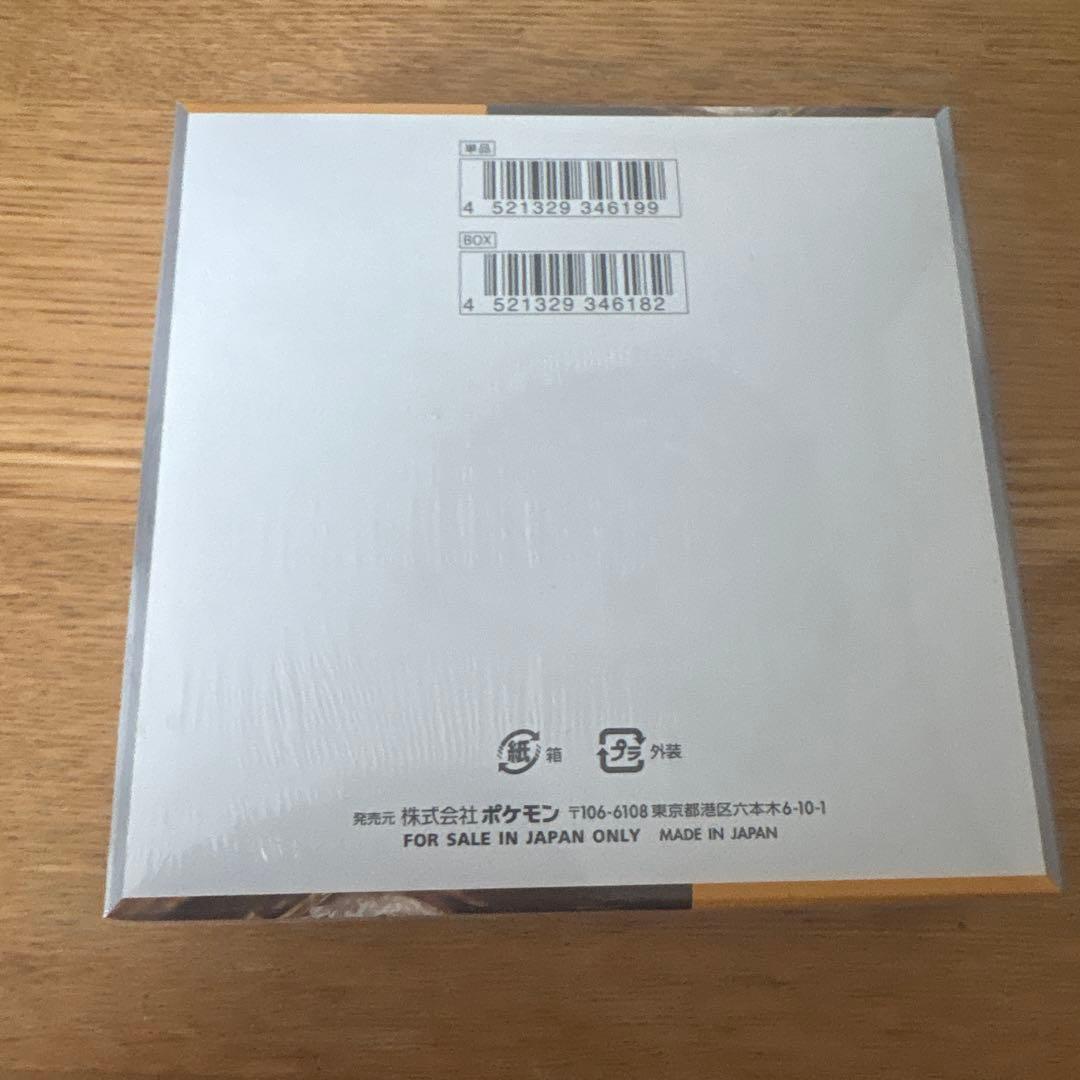 単品
4 521329 346199
BOX
4 521329 346182
紙 箱 プラ 外装
発売元 株式会社 ポケモン 〒106-6108 東京都港区六本木6-10-1
FOR SALE IN JAPAN ONLY MADE IN JAPAN